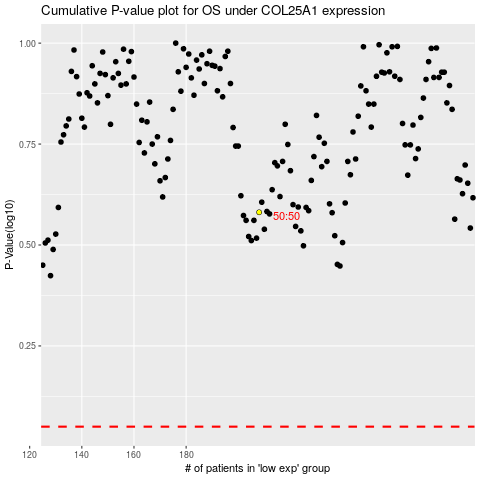 Cumulative P-value plot for OS under COL25A1 expression
P-Value(log10)
1.00
0.75
0.50
0.25
50:50
120 140 160 180
# of patients in 'low exp' group